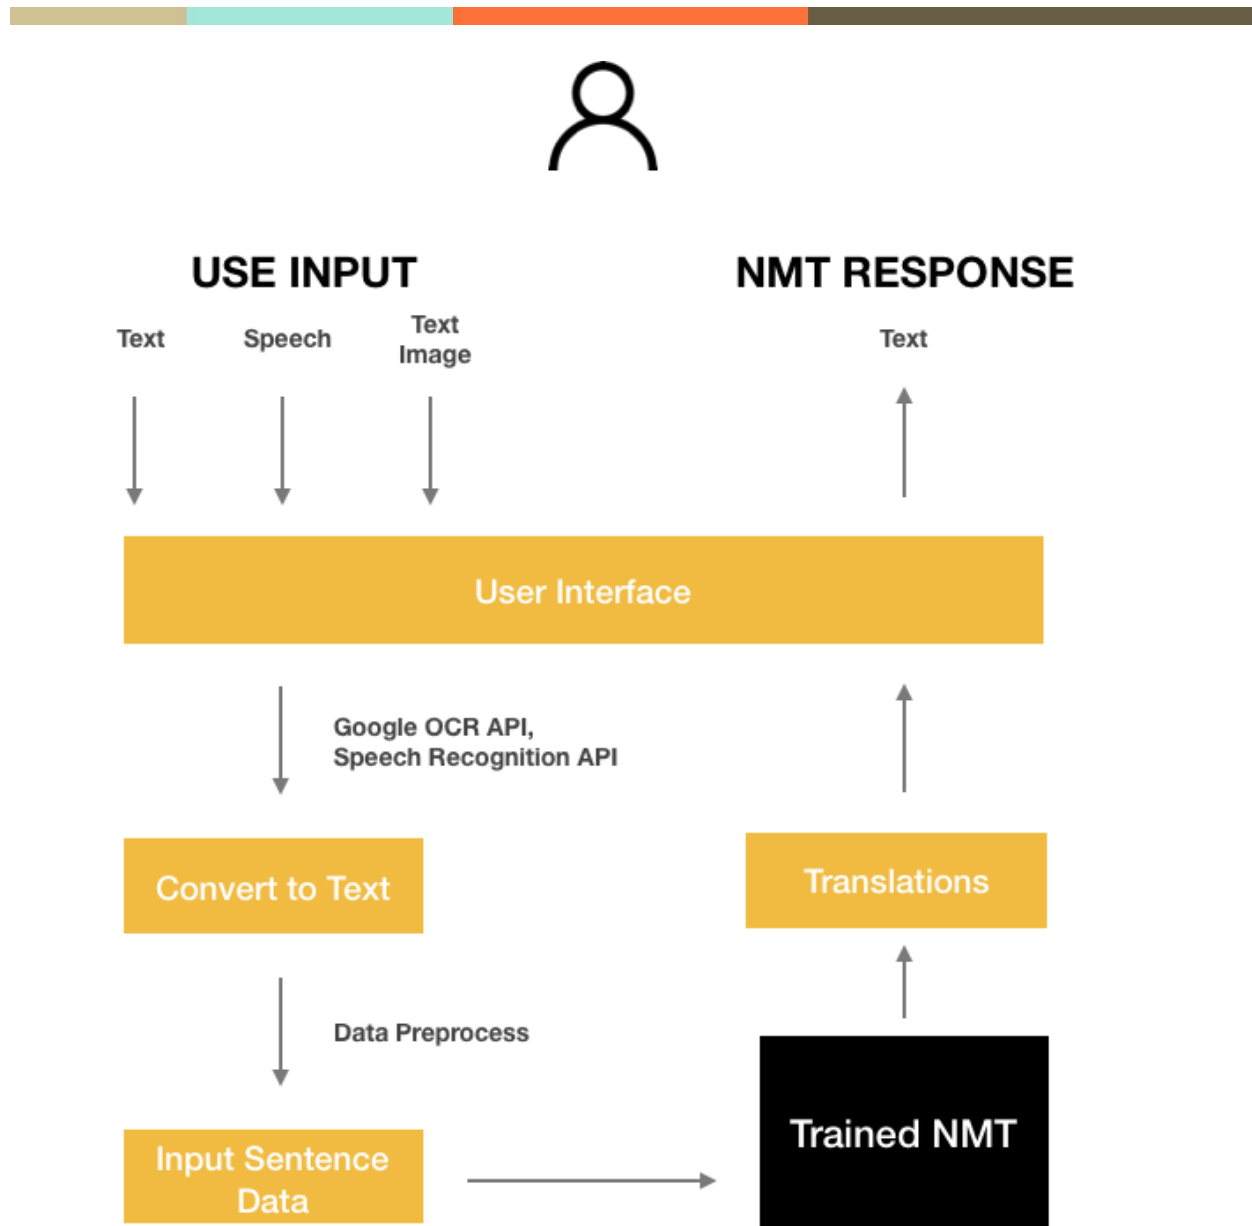 USE INPUT
NMT RESPONSE
Text
Speech
Text
Image
Text
User Interface
Google OCR API,
Speech Recognition API
Convert to Text
Translations
Data Preprocess
Trained NMT
Input Sentence
Data